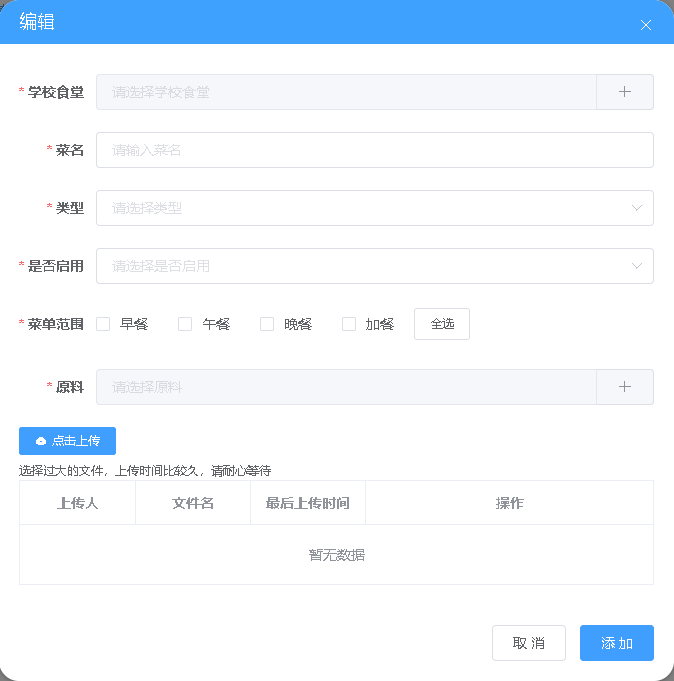 编辑
* 学校食堂 请选择学校食堂
* 菜名 请输入菜名
* 类型 请选择类型
* 是否启用 请选择是否启用
* 菜单范围 早餐 午餐 晚餐 加餐 全选
* 原料 请选择原料
点击上传
选择过大的文件，上传时间比较久，请耐心等待
上传人 文件名 最后上传时间 操作
暂无数据
取消 添加